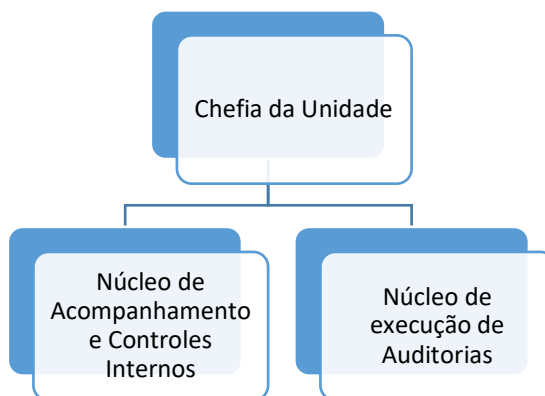 Chefia da Unidade
Núcleo de
Acompanhamento
e Controles
Internos
Núcleo de
execução de
Auditorias